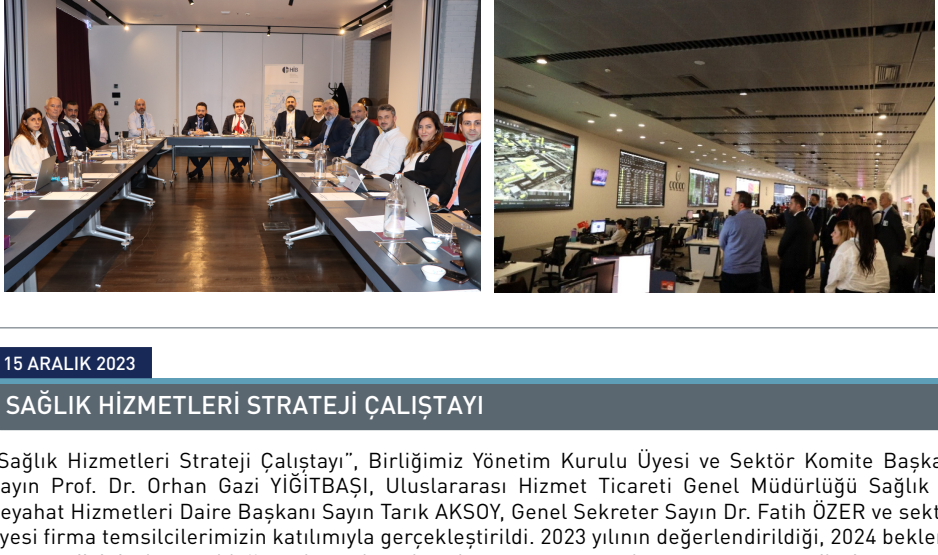 HİB
15 ARALIK 2023
SAĞLIK HİZMETLERİ STRATEJİ ÇALIŞTAYI
Sağlık Hizmetleri Strateji Çalıştayı”, Birliğimiz Yönetim Kurulu Üyesi ve Sektör Komite Başka
ayın Prof. Dr. Orhan Gazi YİĞİTBAŞI, Uluslararası Hizmet Ticareti Genel Müdürlüğü Sağlık
eyahat Hizmetleri Daire Başkanı Sayın Tarık AKSOY, Genel Sekreter Sayın Dr. Fatih ÖZER ve sekt
yesi firma temsilcilerimizin katılımıyla gerçekleştirildi. 2023 yılının değerlendirildiği, 2024 bekler